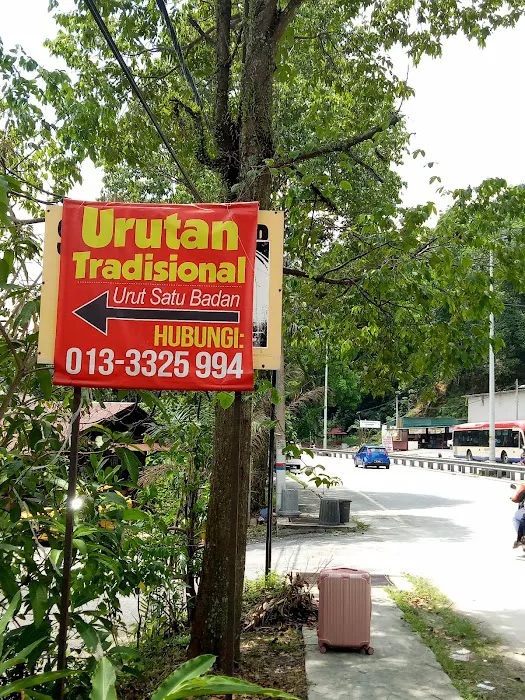 Urutan
Tradisional
Urut Satu Badan
HUBUNGI:
013-3325 994